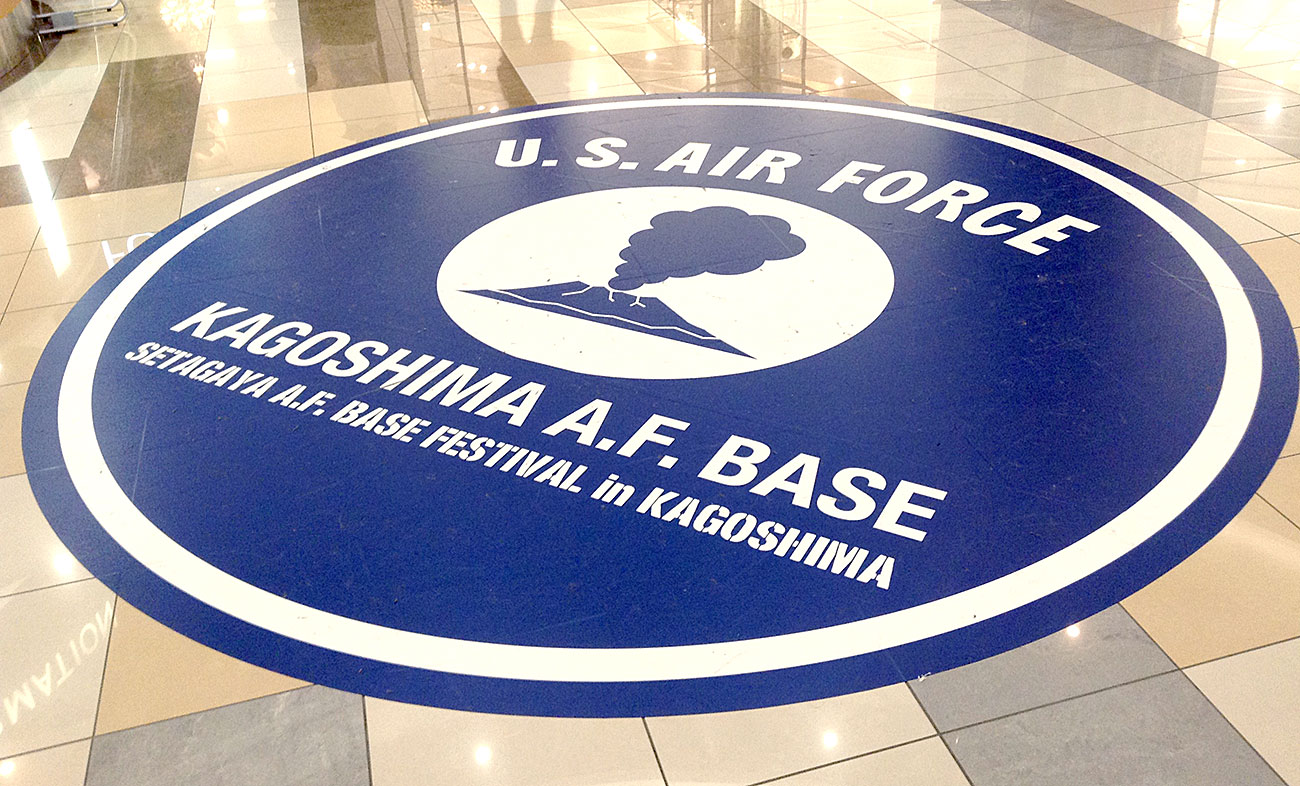 U.S. AIR FORCE
KAGOSHIMA A.F. BASE
SETAGAYA A.F. BASE FESTIVAL in KAGOSHIMA